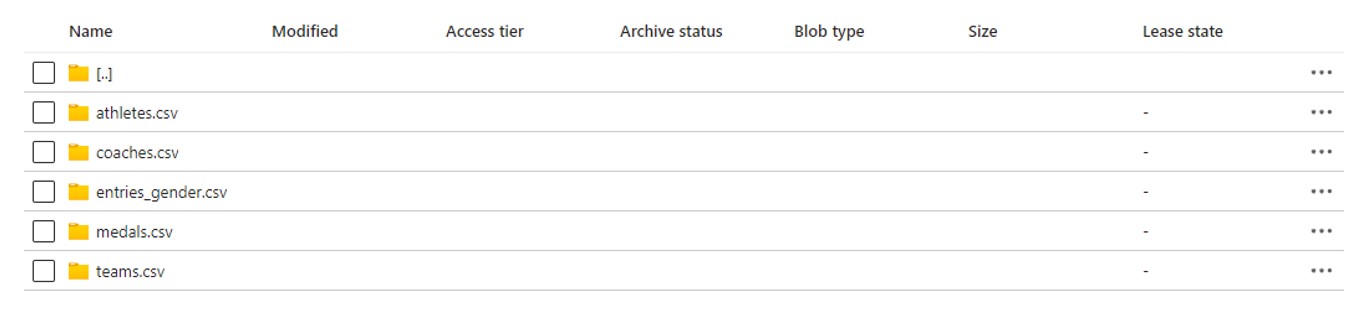 Name Modified Access tier Archive status Blob type Size Lease state
[..]
athletes.csv -
coaches.csv -
entries_gender.csv -
medals.csv -
teams.csv -